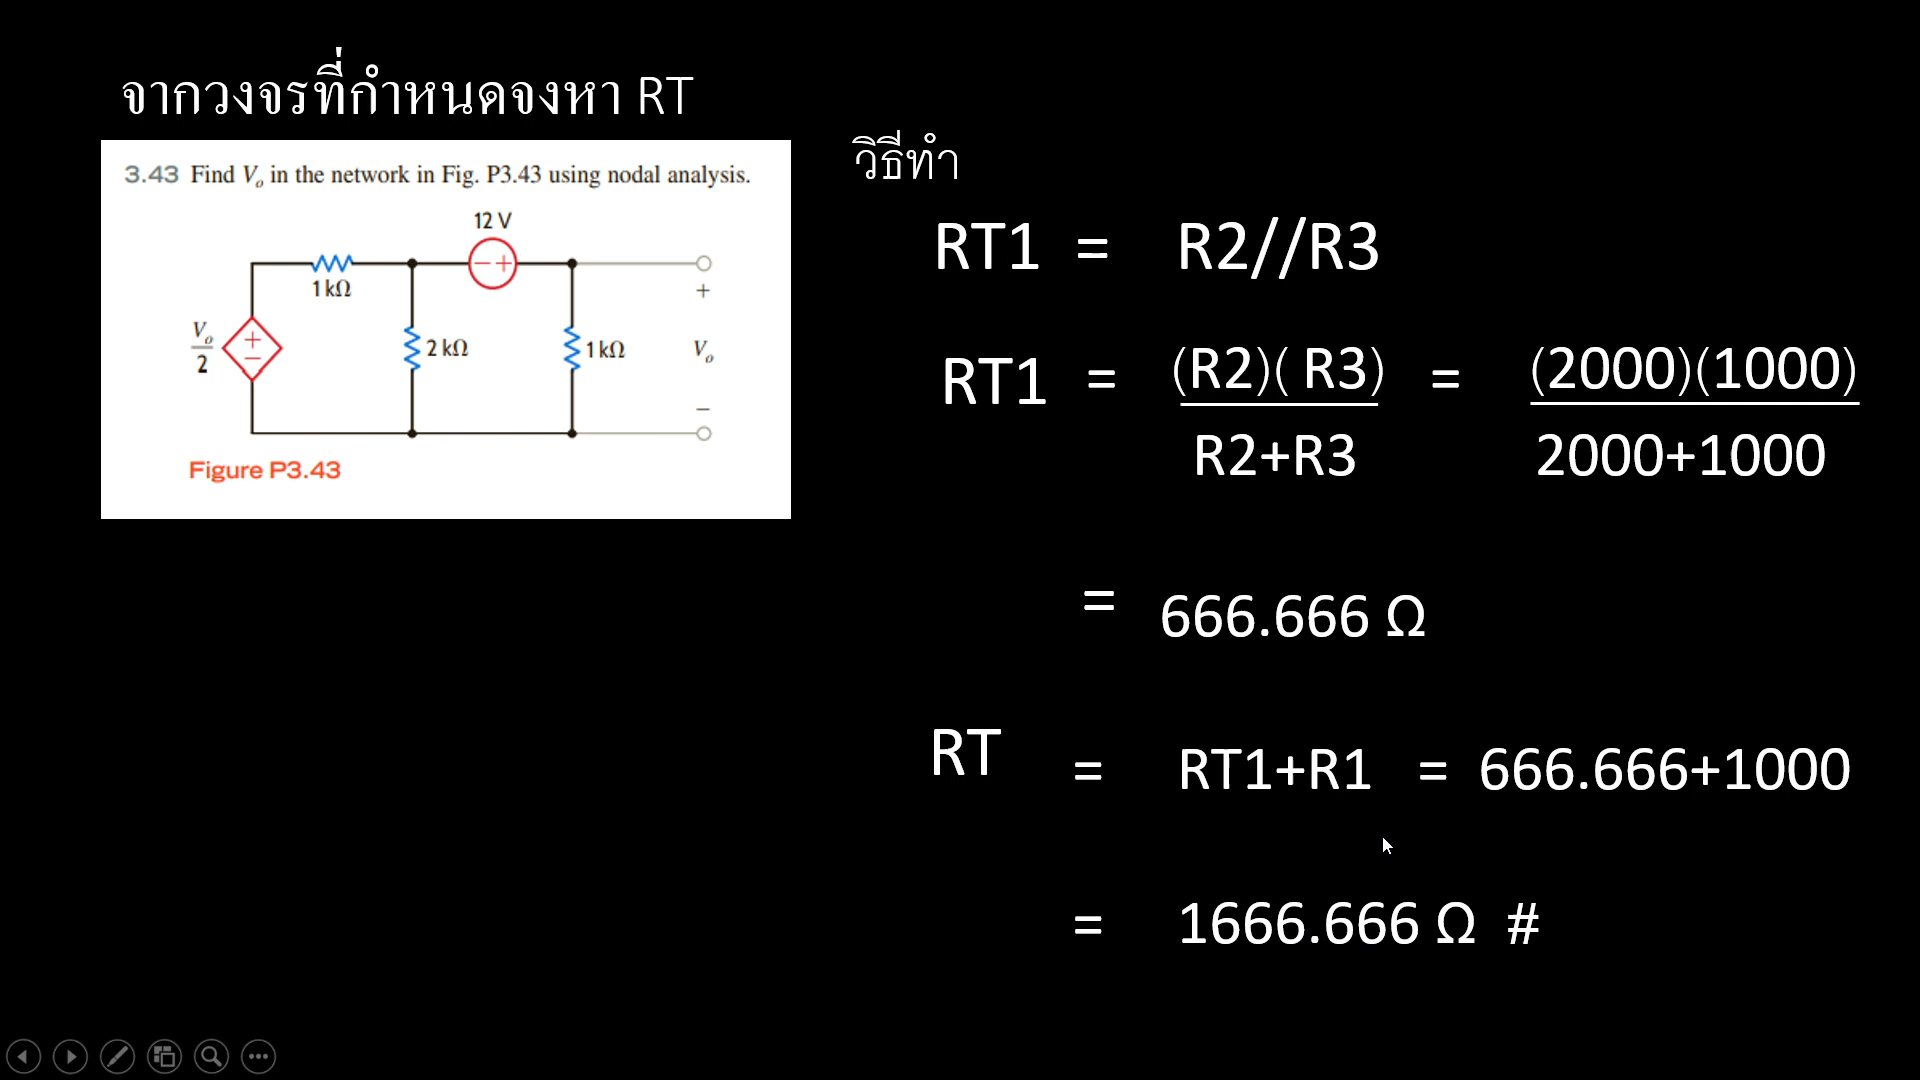 จากวงจรที่กำหนดจงหา RT
3.43 Find Vo in the network in Fig. P3.43 using nodal analysis.
12 V
− +
1 kΩ
+
Vo
2
+
−
2 kΩ
1 kΩ
Vo
−
Figure P3.43
วิธีทำ
RT1 = R2//R3
RT1 = (R2)( R3) = (2000)(1000)
R2+R3 2000+1000
= 666.666 Ω
RT = RT1+R1 = 666.666+1000
= 1666.666 Ω #